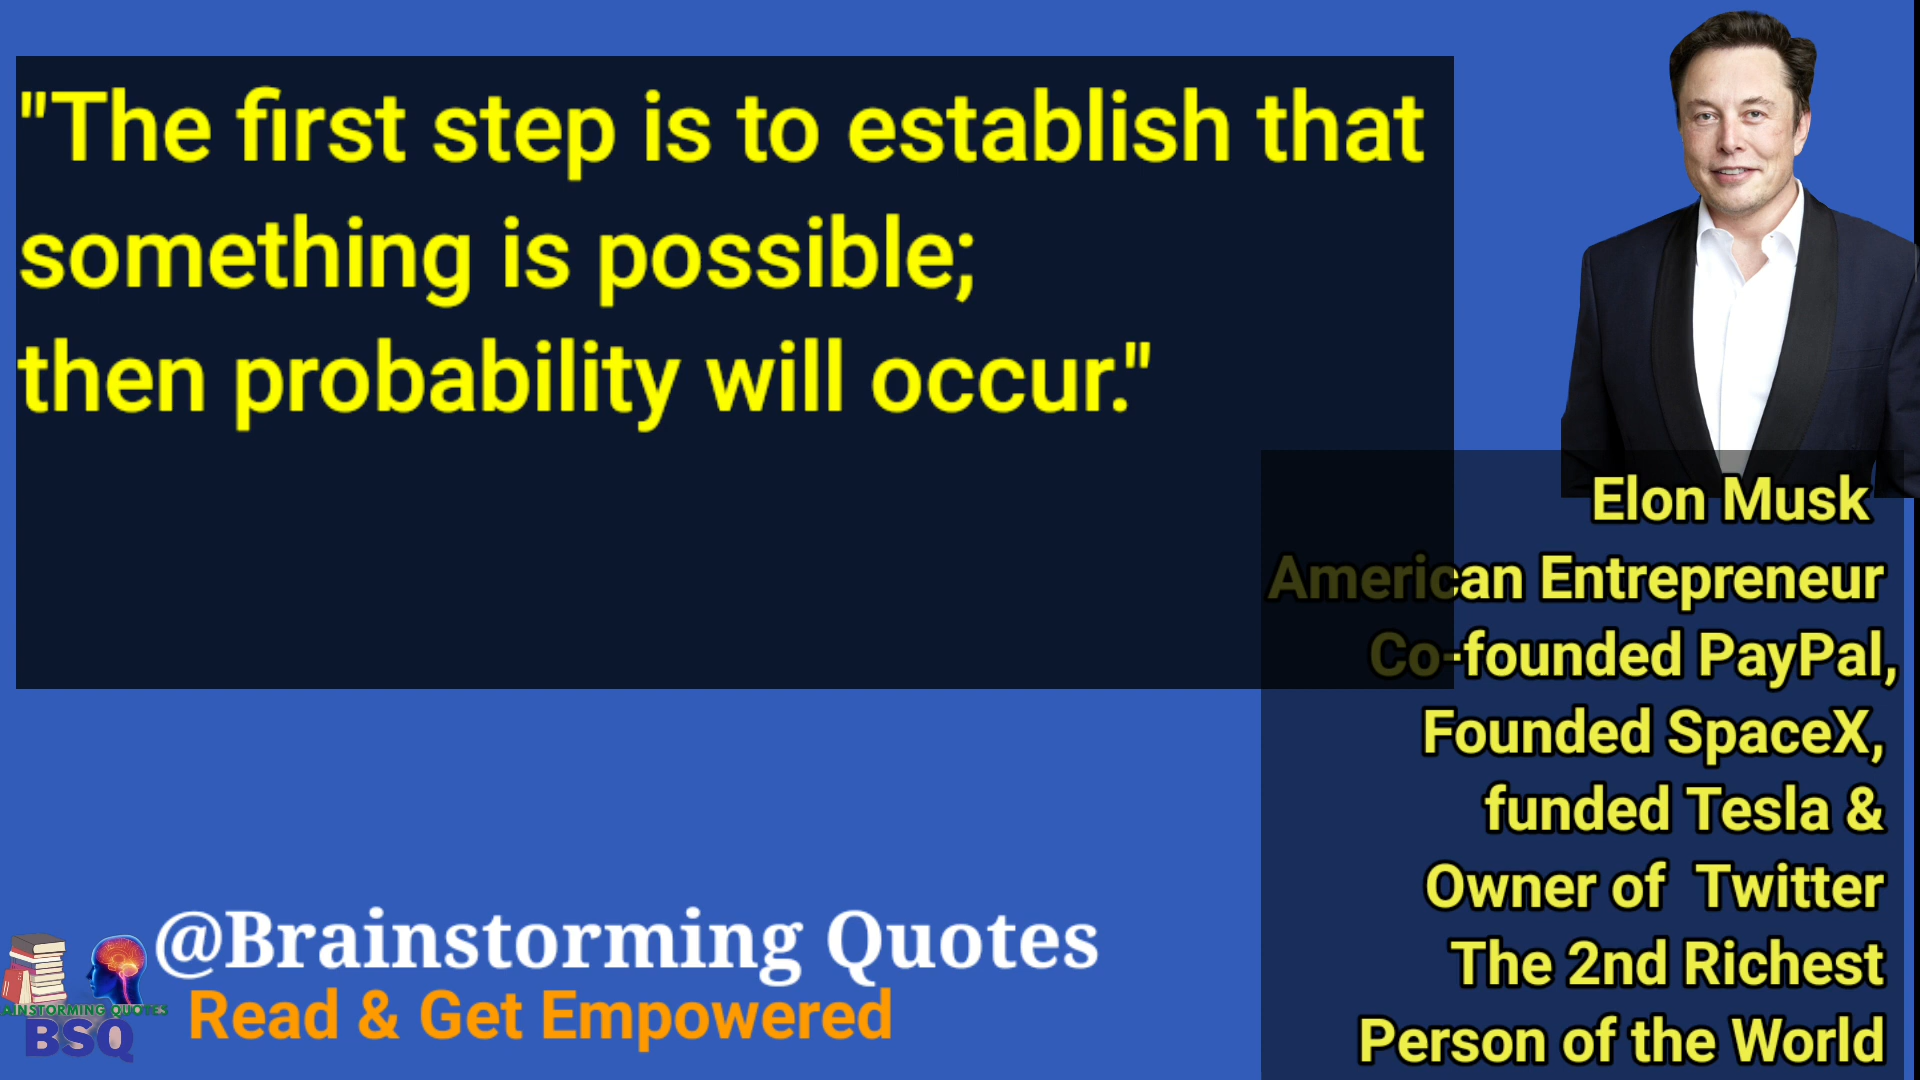 "The first step is to establish that
something is possible;
then probability will occur."
Elon Musk
American Entrepreneur
Co-founded PayPal,
Founded SpaceX,
funded Tesla &
Owner of Twitter
The 2nd Richest
Person of the World
@Brainstorming Quotes
Read & Get Empowered
AINSTORMING QUOTES
BSQ